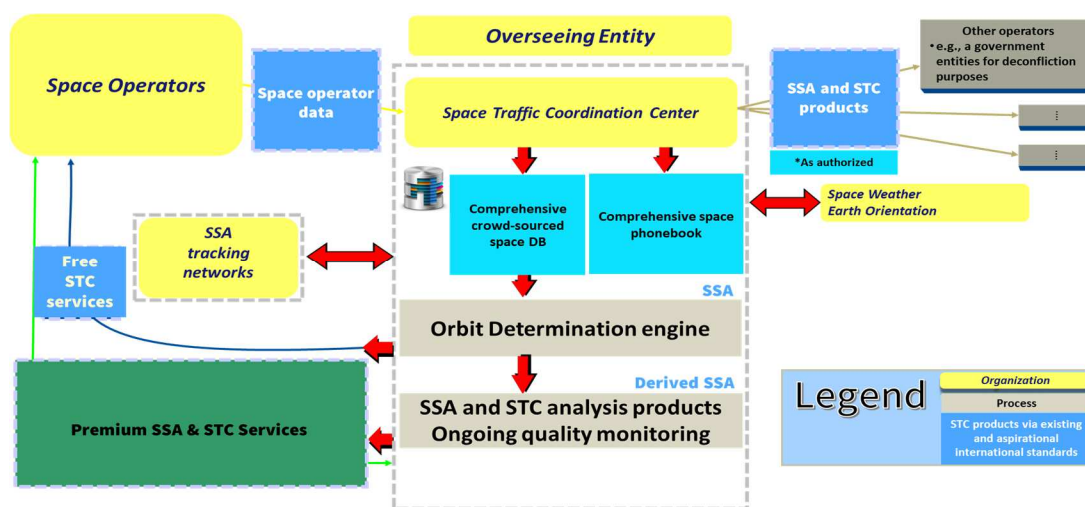 Space Operators
Space operator
data
Overseeing Entity
Space Traffic Coordination Center
SSA and STC
products
*As authorized
Other operators
• e.g., a government
entities for deconfliction
purposes
...
...
Space Weather
Earth Orientation
Comprehensive
crowd-sourced
space DB
Comprehensive space
phonebook
SSA
tracking
networks
Free
STC
services
SSA
Orbit Determination engine
Derived SSA
SSA and STC analysis products
Ongoing quality monitoring
Premium SSA & STC Services
Legend
Organization
Process
STC products via existing
and aspirational
international standards